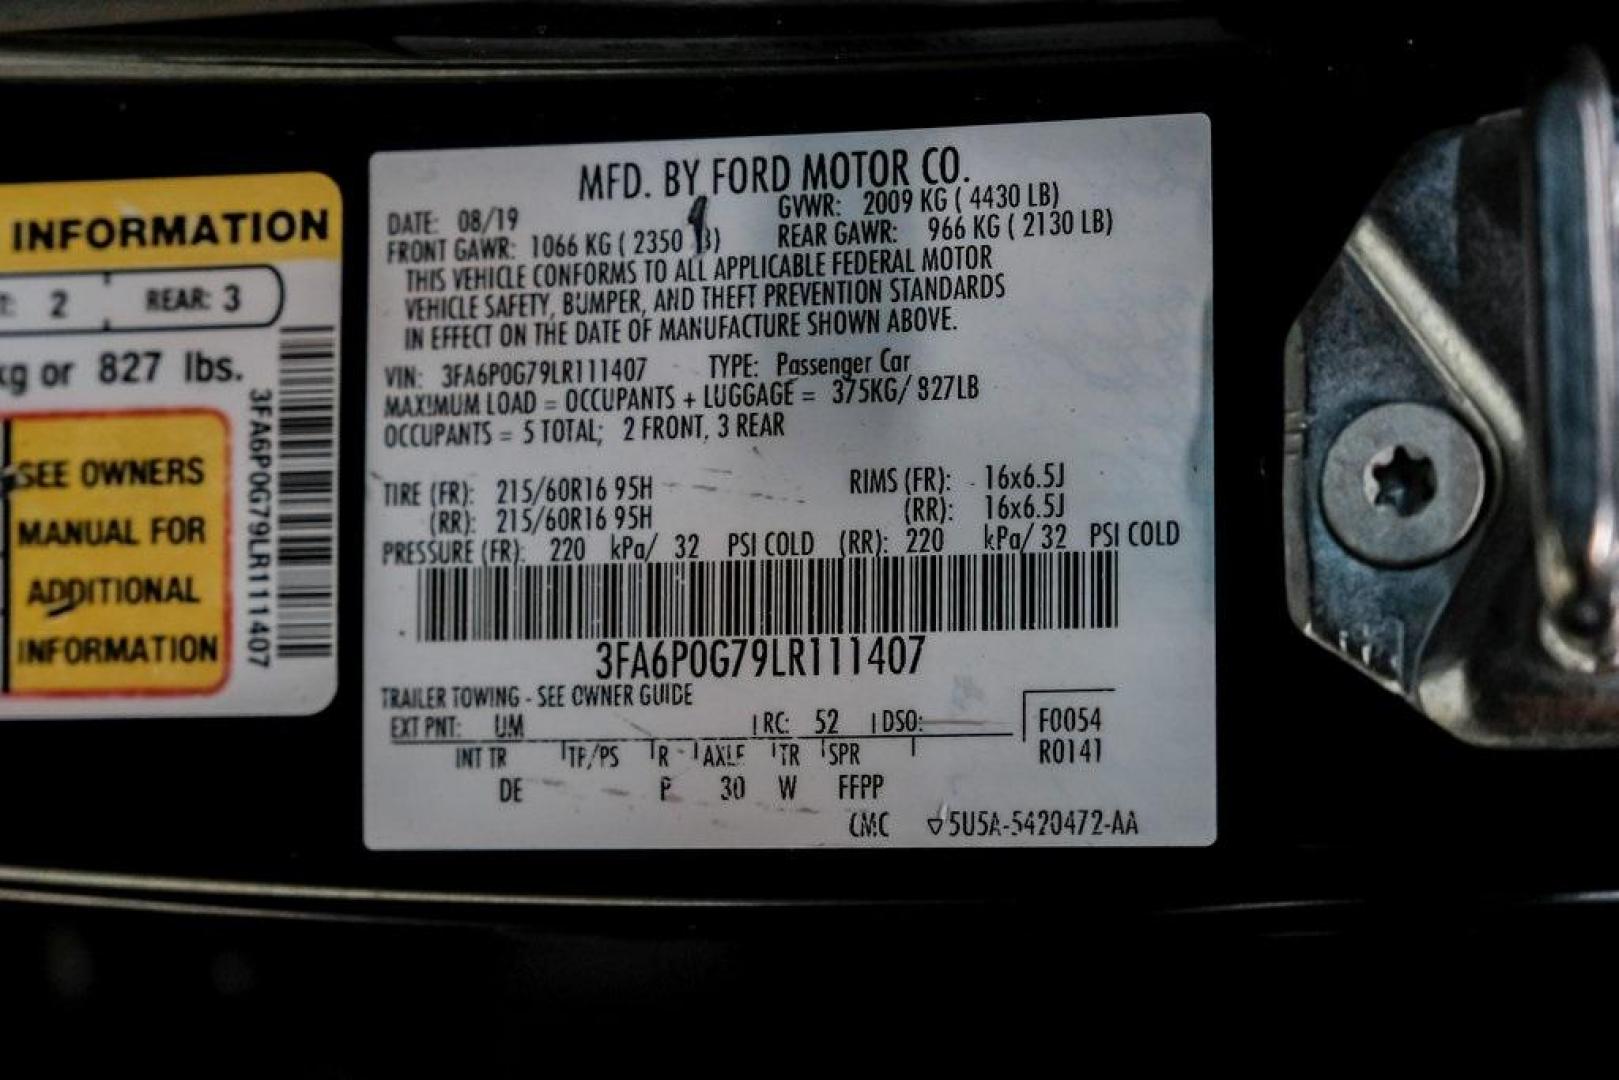 INFORMATION
2 REAR: 3
kg or 827 lbs.
SEE OWNERS
MANUAL FOR
ADDITIONAL
INFORMATION
3FA6P0G79LR111407
MFD. BY FORD MOTOR CO.
DATE: 08/19 GVWR: 2009 KG ( 4430 LB)
FRONT GAWR: 1066 KG ( 2350 REAR GAWR: 966 KG ( 2130 LB)
THIS VEHICLE CONFORMS TO ALL APPLICABLE FEDERAL MOTOR
VEHICLE SAFETY, BUMPER, AND THEFT PREVENTION STANDARDS
IN EFFECT ON THE DATE OF MANUFACTURE SHOWN ABOVE.
VIN: 3FA6P0G79LR111407 TYPE: Passenger Car
MAXIMUM LOAD = OCCUPANTS + LUGGAGE = 375KG/ 827LB
OCCUPANTS = 5 TOTAL; 2 FRONT, 3 REAR
TIRE (FR): 215/60R16 95H RIMS (FR): 16x6.5J
(RR): 215/60R16 95H (RR): 16x6.5J
PRESSURE (FR): 220 kPa/ 32 PSI COLD (RR): 220 kPa/ 32 PSI COLD
3FA6P0G79LR111407
TRAILER TOWING - SEE OWNER GUIDE
EXT PNT: UM RC: 52 DSO: F0054
INT TR TP/PS R AXLE TR SPR R0141
DE P 30 W FFPP
CMC 5U5A-5420472-AA